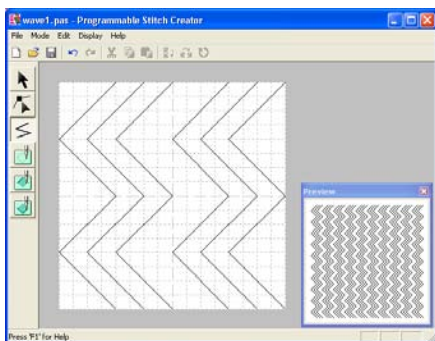 wave1.pas - Programmable Stitch Creator
File Mode Edit Display Help
Preview
Press "F1" for Help